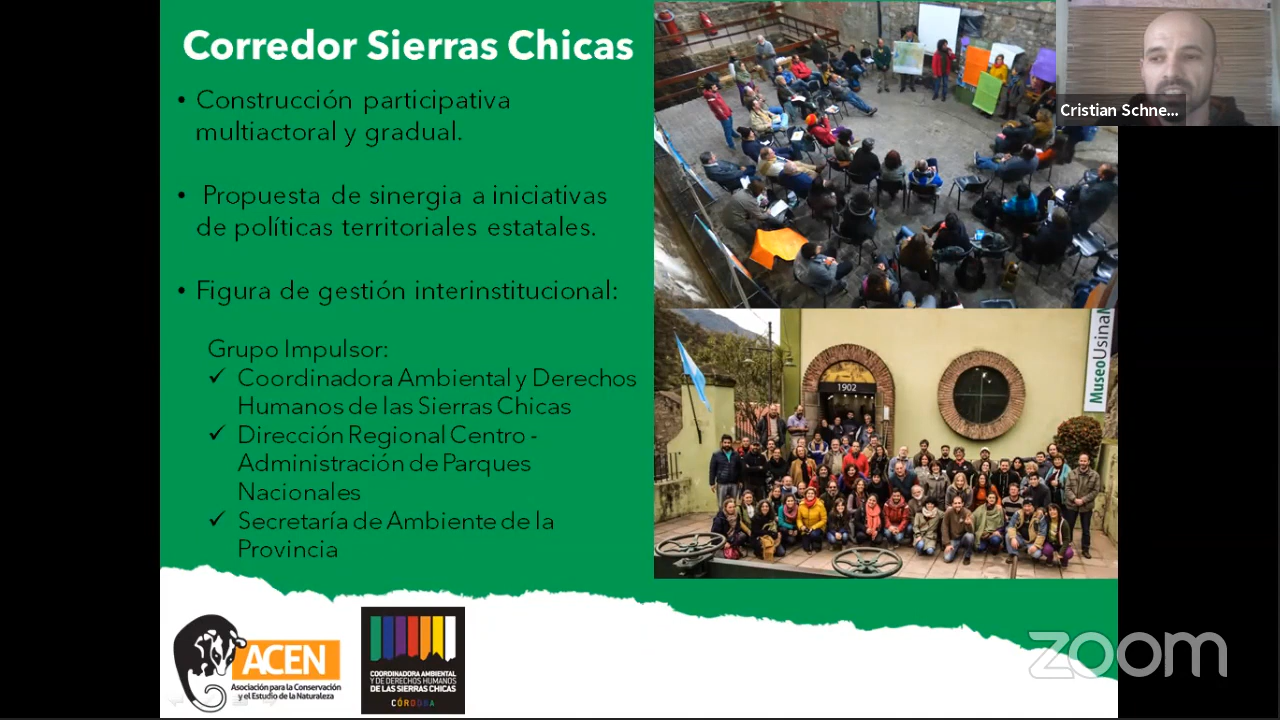 Corredor Sierras Chicas
• Construcción participativa
multiactoral y gradual.
• Propuesta de sinergia a iniciativas
de políticas territoriales estatales.
• Figura de gestión interinstitucional:
Grupo Impulsor:
✓ Coordinadora Ambiental y Derechos
Humanos de las Sierras Chicas
✓ Dirección Regional Centro -
Administración de Parques
Nacionales
✓ Secretaría de Ambiente de la
Provincia
Cristian Schne...
1902
MuseoUsina
ACEN
Asociación para la Conservación
y el Estudio de la Naturaleza
COORDINADORA AMBIENTAL
Y DE DERECHOS HUMANOS
DE LAS SIERRAS CHICAS
CÓRDOBA
zoom